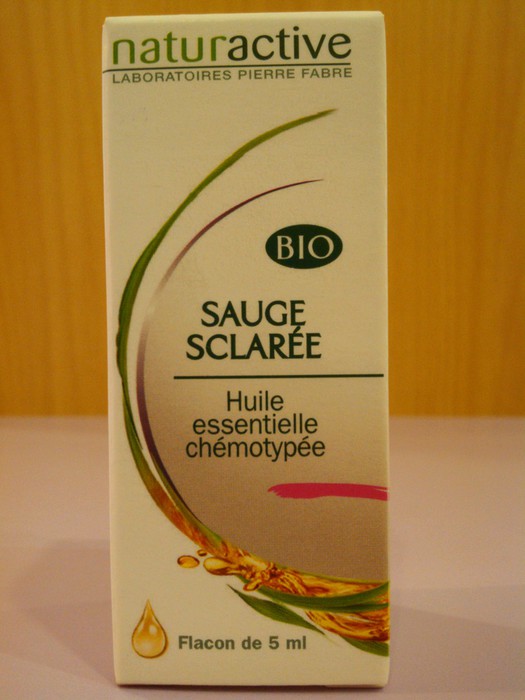 naturactive
LABORATOIRES PIERRE FABRE
BIO
SAUGE
SCLARÉE
Huile
essentielle
chémotypée
Flacon de 5 ml